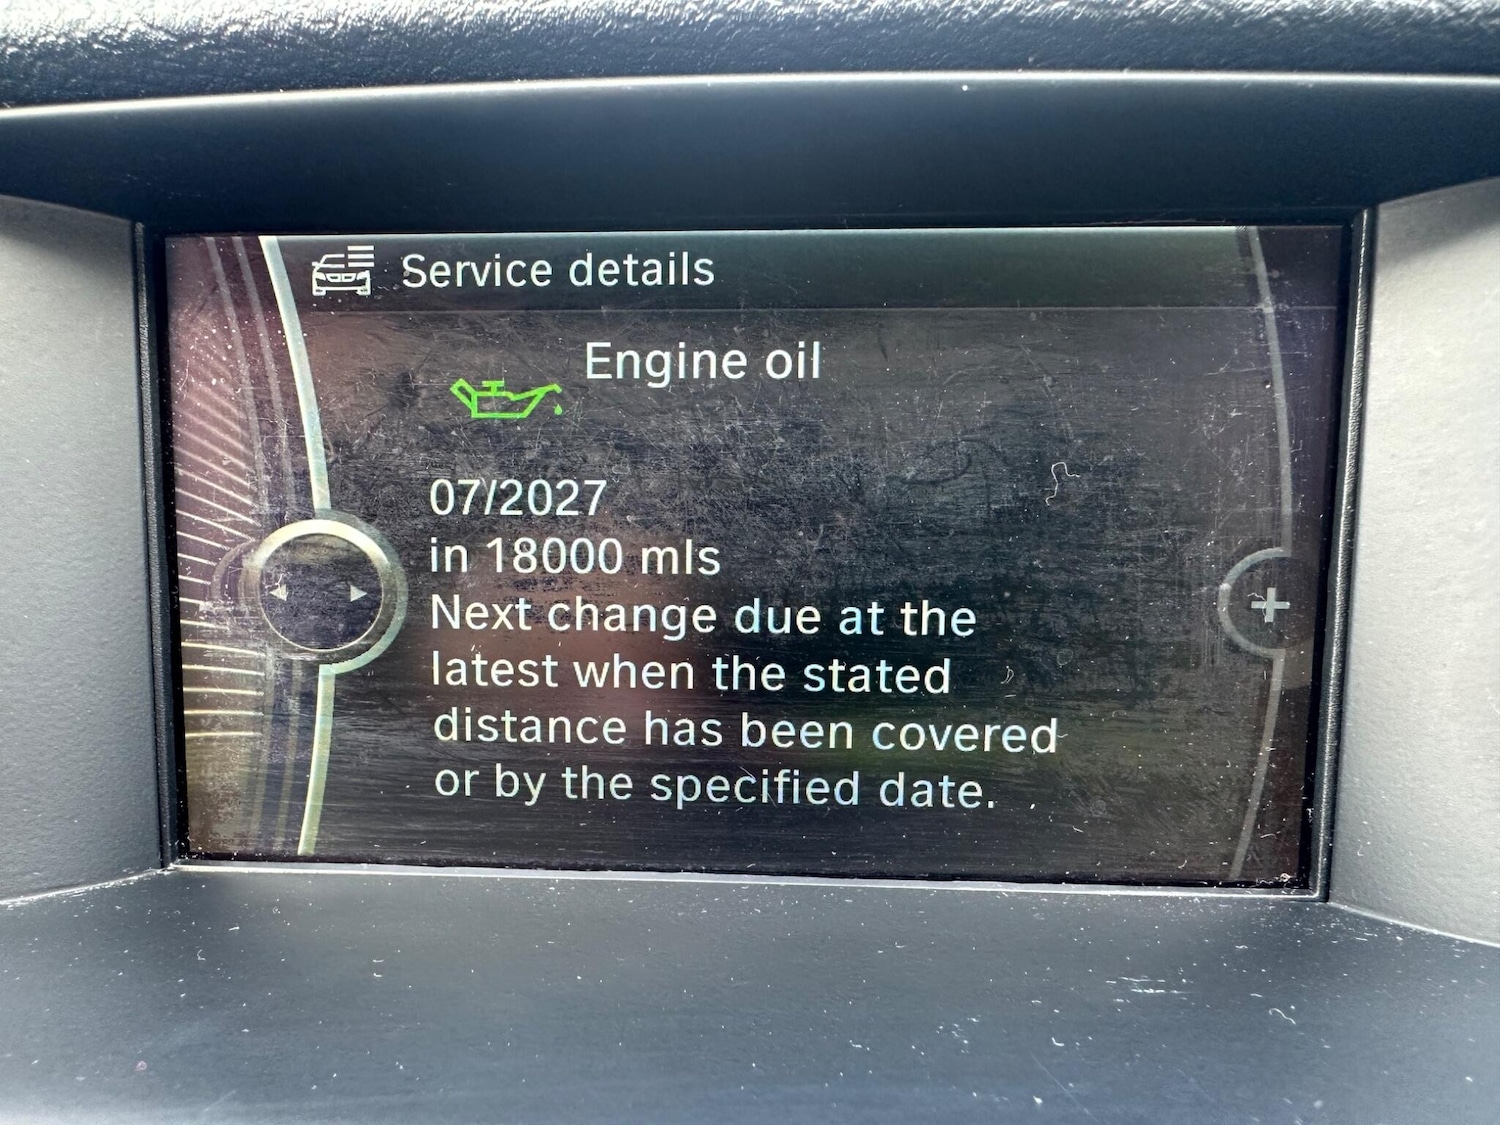 Service details
Engine oil
07/2027
in 18000 mls
Next change due at the
latest when the stated
distance has been covered
or by the specified date.